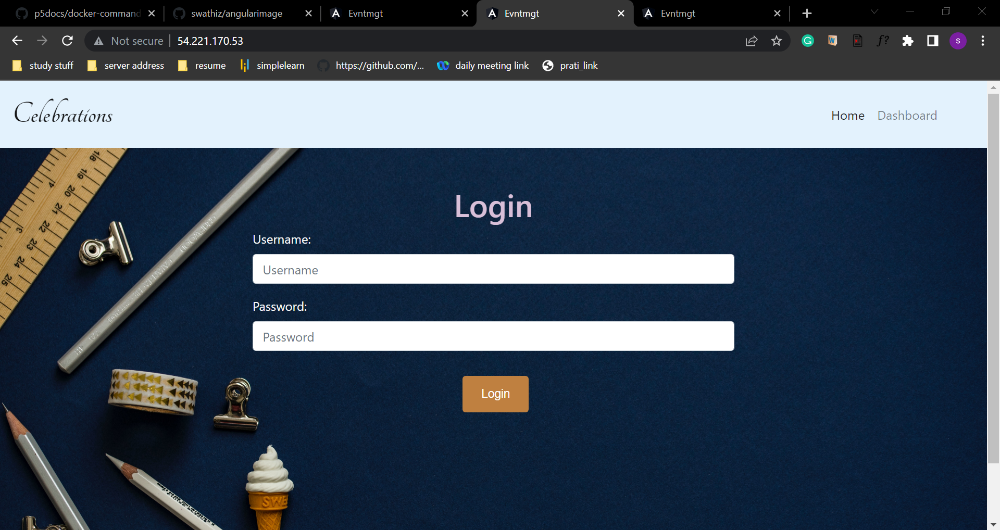 p5docs/docker-command
swathiz/angularimage
Evntmgt
Evntmgt
Evntmgt
Not secure
54.221.170.53
study stuff
server address
resume
simplelearn
https://github.com/...
daily meeting link
prati_link
Celebrations
Home
Dashboard
Login
Username:
Username
Password:
Password
Login
SWE